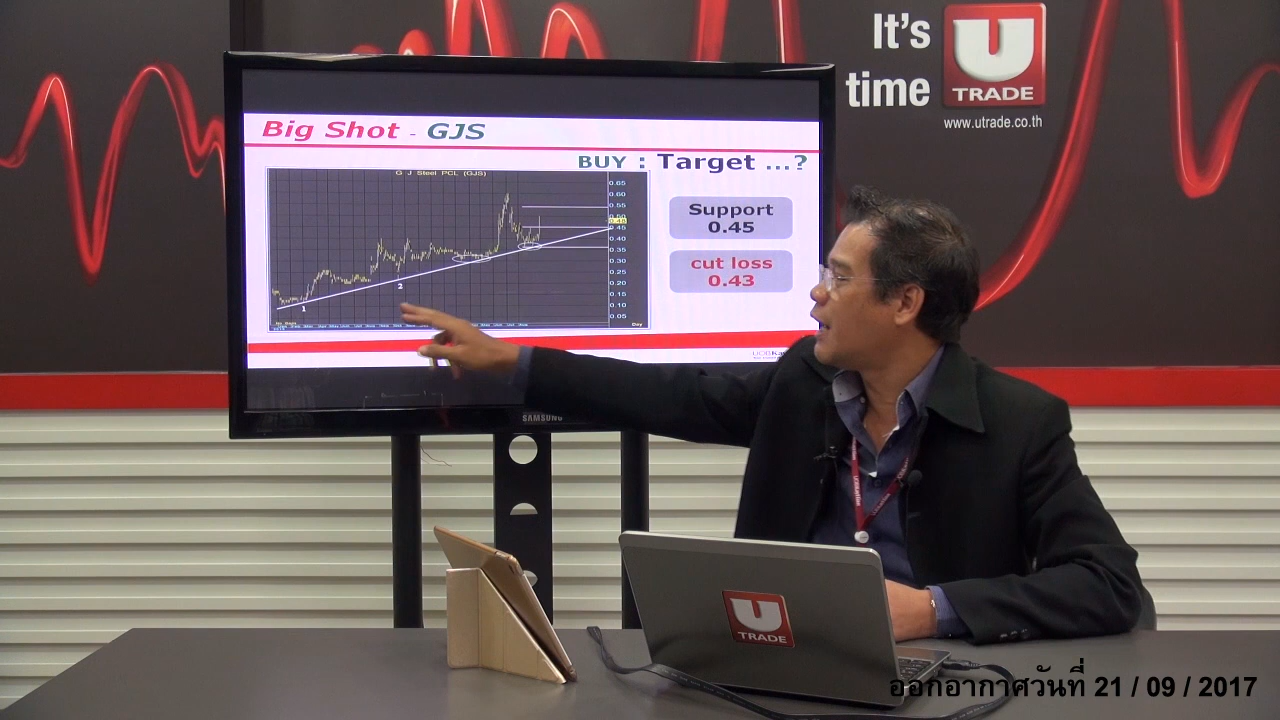 It's
time
U
TRADE
www.utrade.co.th
Big Shot - GJS
BUY : Target ...?
G J Steel PCL (GJS)
0.65
0.60
0.55
0.50
0.45
0.40
0.35
0.30
0.25
0.20
0.15
0.10
0.05
Day
1
2
Support
0.45
cut loss
0.43
SAMSUNG
U
TRADE
ออกอากาศวันที่ 21 / 09 / 2017